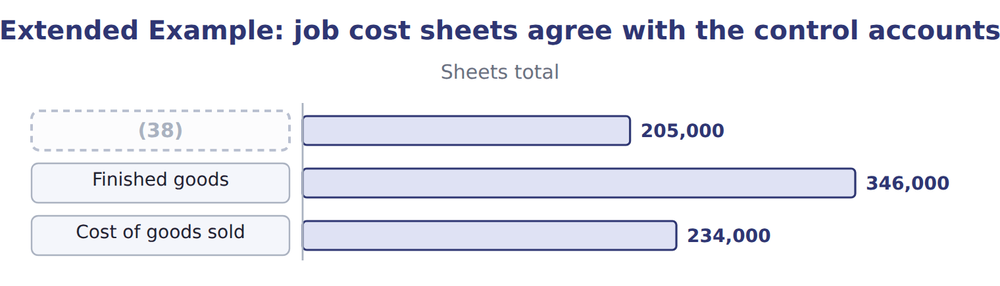 Extended Example: job cost sheets agree with the control accounts
Sheets total
(38) 205,000
Finished goods 346,000
Cost of goods sold 234,000